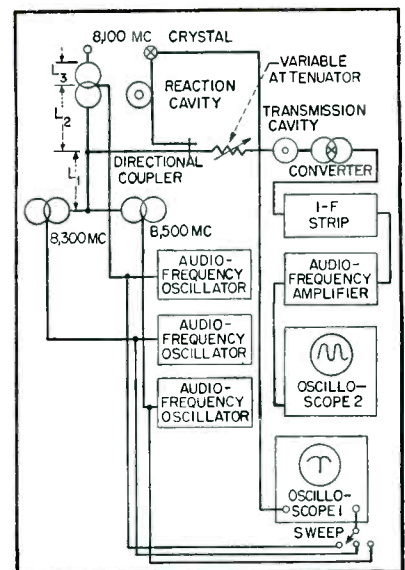 8,100 MC CRYSTAL
L3
VARIABLE
ATTENUATOR
REACTION
CAVITY
L2
TRANSMISSION
CAVITY
DIRECTIONAL
COUPLER
CONVERTER
L1
I-F
STRIP
8,300 MC
8,500 MC
AUDIO-
FREQUENCY
OSCILLATOR
AUDIO-
FREQUENCY
AMPLIFIER
AUDIO-
FREQUENCY
OSCILLATOR
OSCILLO-
SCOPE 2
AUDIO-
FREQUENCY
OSCILLATOR
OSCILLO-
SCOPE 1
SWEEP